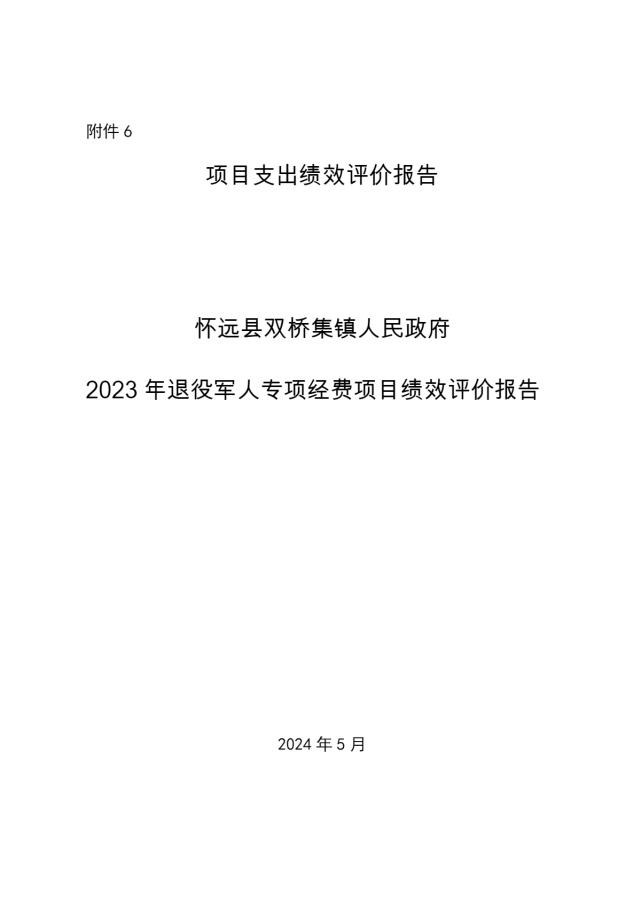 附件 6
项目支出绩效评价报告
怀远县双桥集镇人民政府
2023 年退役军人专项经费项目绩效评价报告
2024 年 5 月